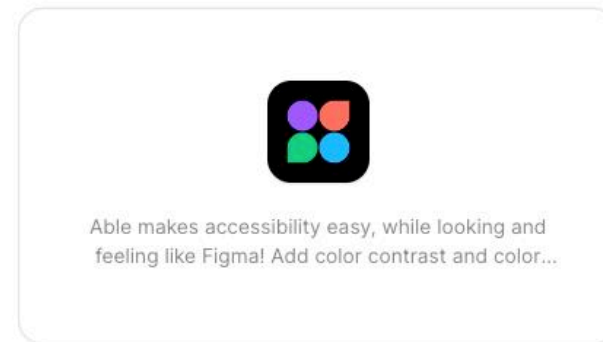 Able makes accessibility easy, while looking and
feeling like Figma! Add color contrast and color...